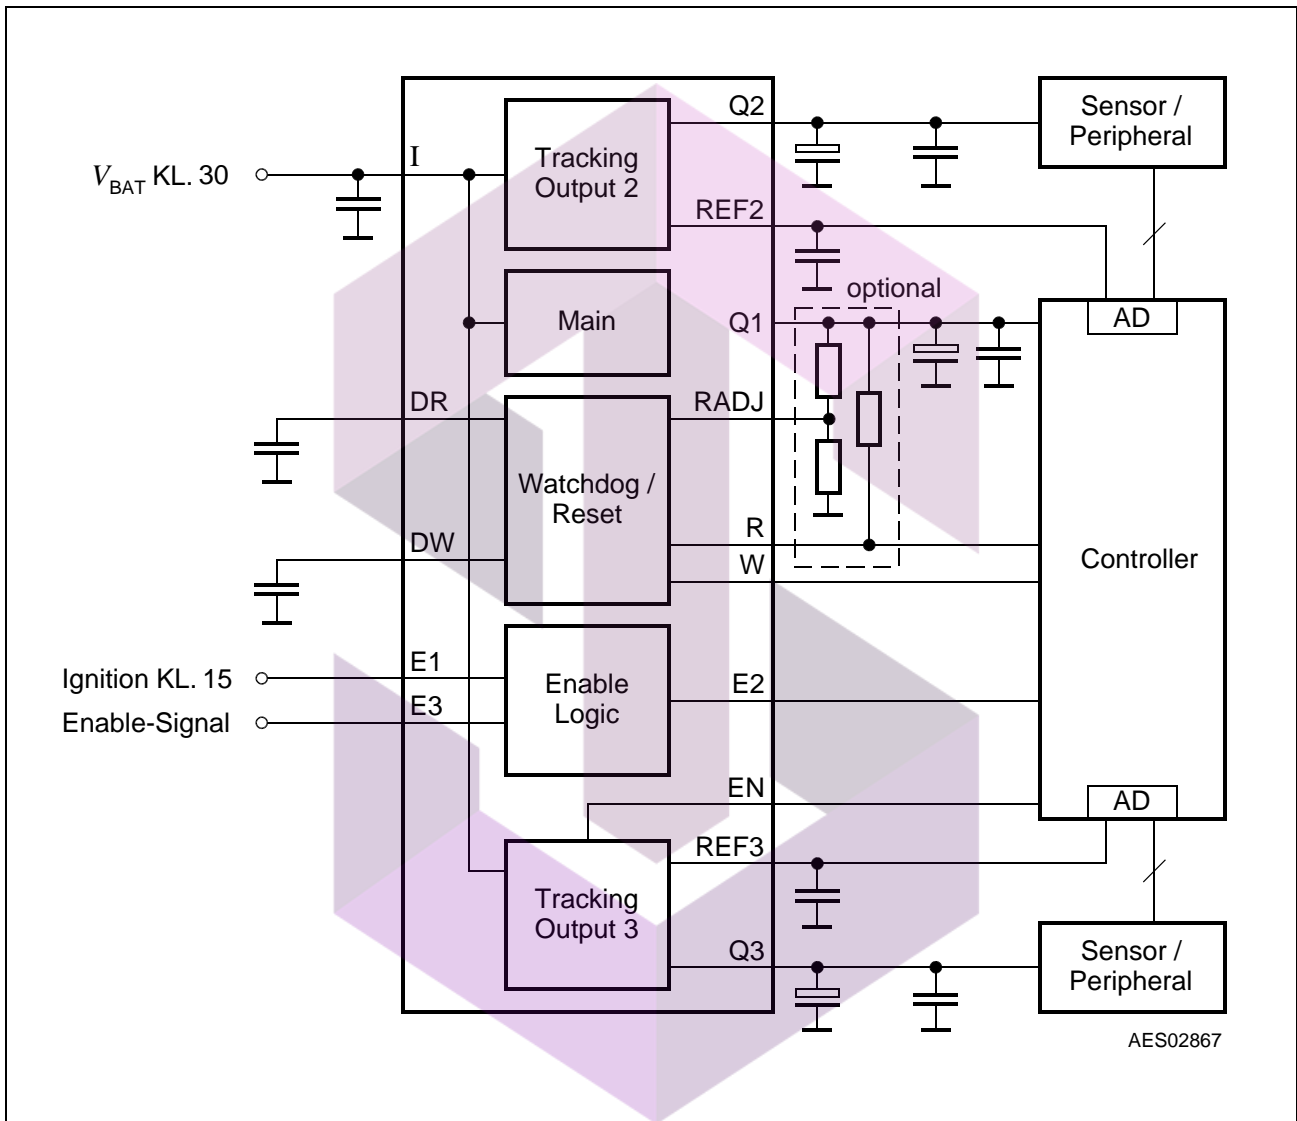 Q2
Sensor /
Peripheral
I
Tracking
Output 2
V_BAT KL. 30
REF2
optional
Main
Q1
AD
DR
RADJ
Watchdog /
Reset
DW
R
W
Controller
Ignition KL. 15
E1
Enable
Logic
E2
Enable-Signal
E3
EN
AD
REF3
Tracking
Output 3
Q3
Sensor /
Peripheral
AES02867